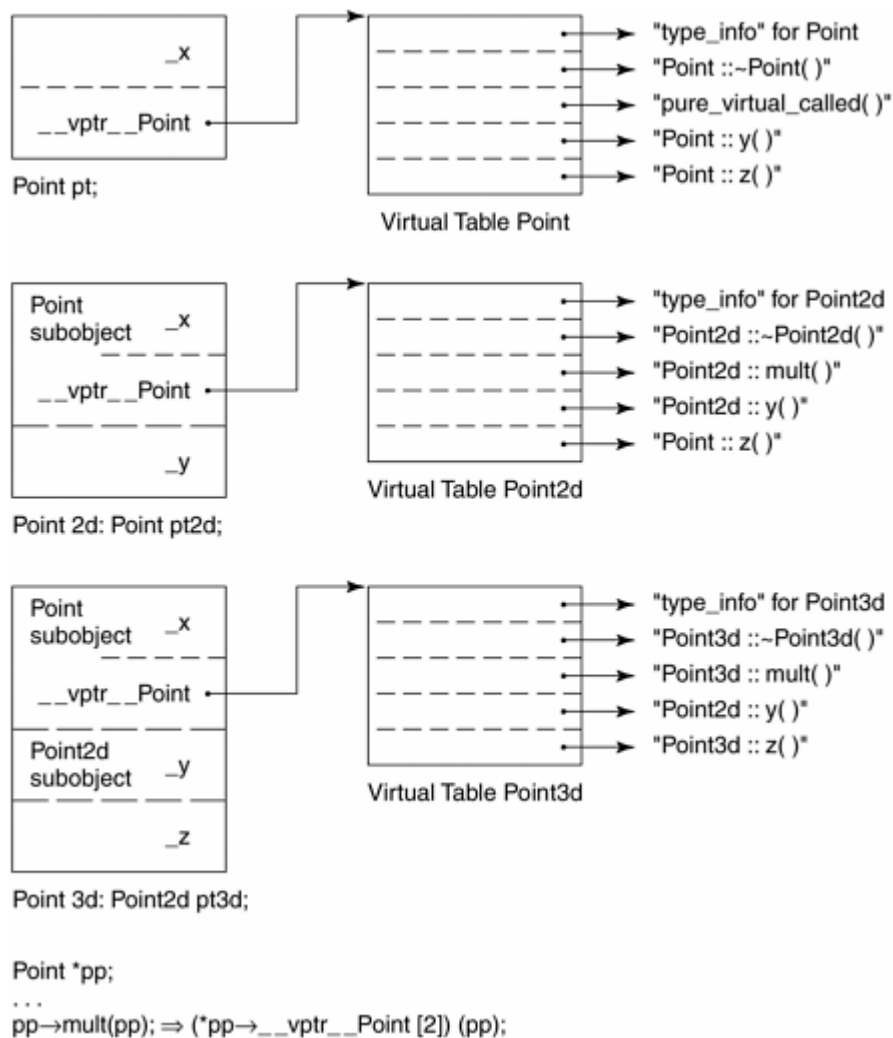 _x
__vptr__Point
Point pt;
"type_info" for Point
"Point ::~Point( )"
"pure_virtual_called( )"
"Point :: y( )"
"Point :: z( )"
Virtual Table Point
Point
subobject
_x
__vptr__Point
_y
Point 2d: Point pt2d;
"type_info" for Point2d
"Point2d ::~Point2d( )"
"Point2d :: mult( )"
"Point2d :: y( )"
"Point :: z( )"
Virtual Table Point2d
Point
subobject
_x
__vptr__Point
Point2d
subobject
_y
_z
Point 3d: Point2d pt3d;
"type_info" for Point3d
"Point3d ::~Point3d( )"
"Point3d :: mult( )"
"Point2d :: y( )"
"Point3d :: z( )"
Virtual Table Point3d
Point *pp;
. . .
pp→mult(pp); ⇒ (*pp→__vptr__Point [2]) (pp);